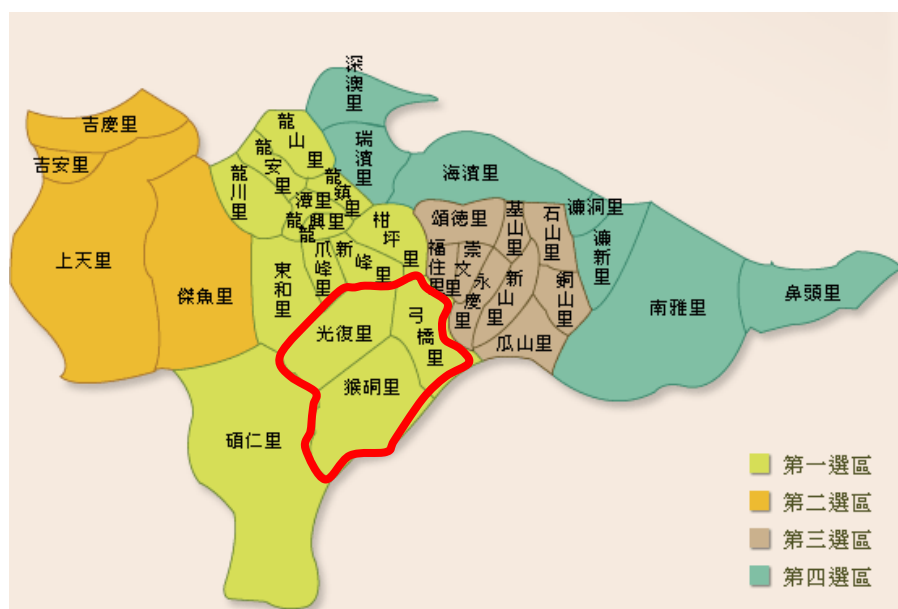 深澳里
吉慶里
龍山里
瑞濱里
吉安里
龍安里
海濱里
龍川里
龍鎮里
龍潭里
龍興里
柑坪里
頌德里
基山里
石山里
濂洞里
上天里
東和里
爪峰里
新峰里
福住里
崇文里
永慶里
新山里
銅山里
濂新里
傑魚里
南雅里
鼻頭里
光復里
弓橋里
瓜山里
猴硐里
碩仁里
第一選區
第二選區
第三選區
第四選區